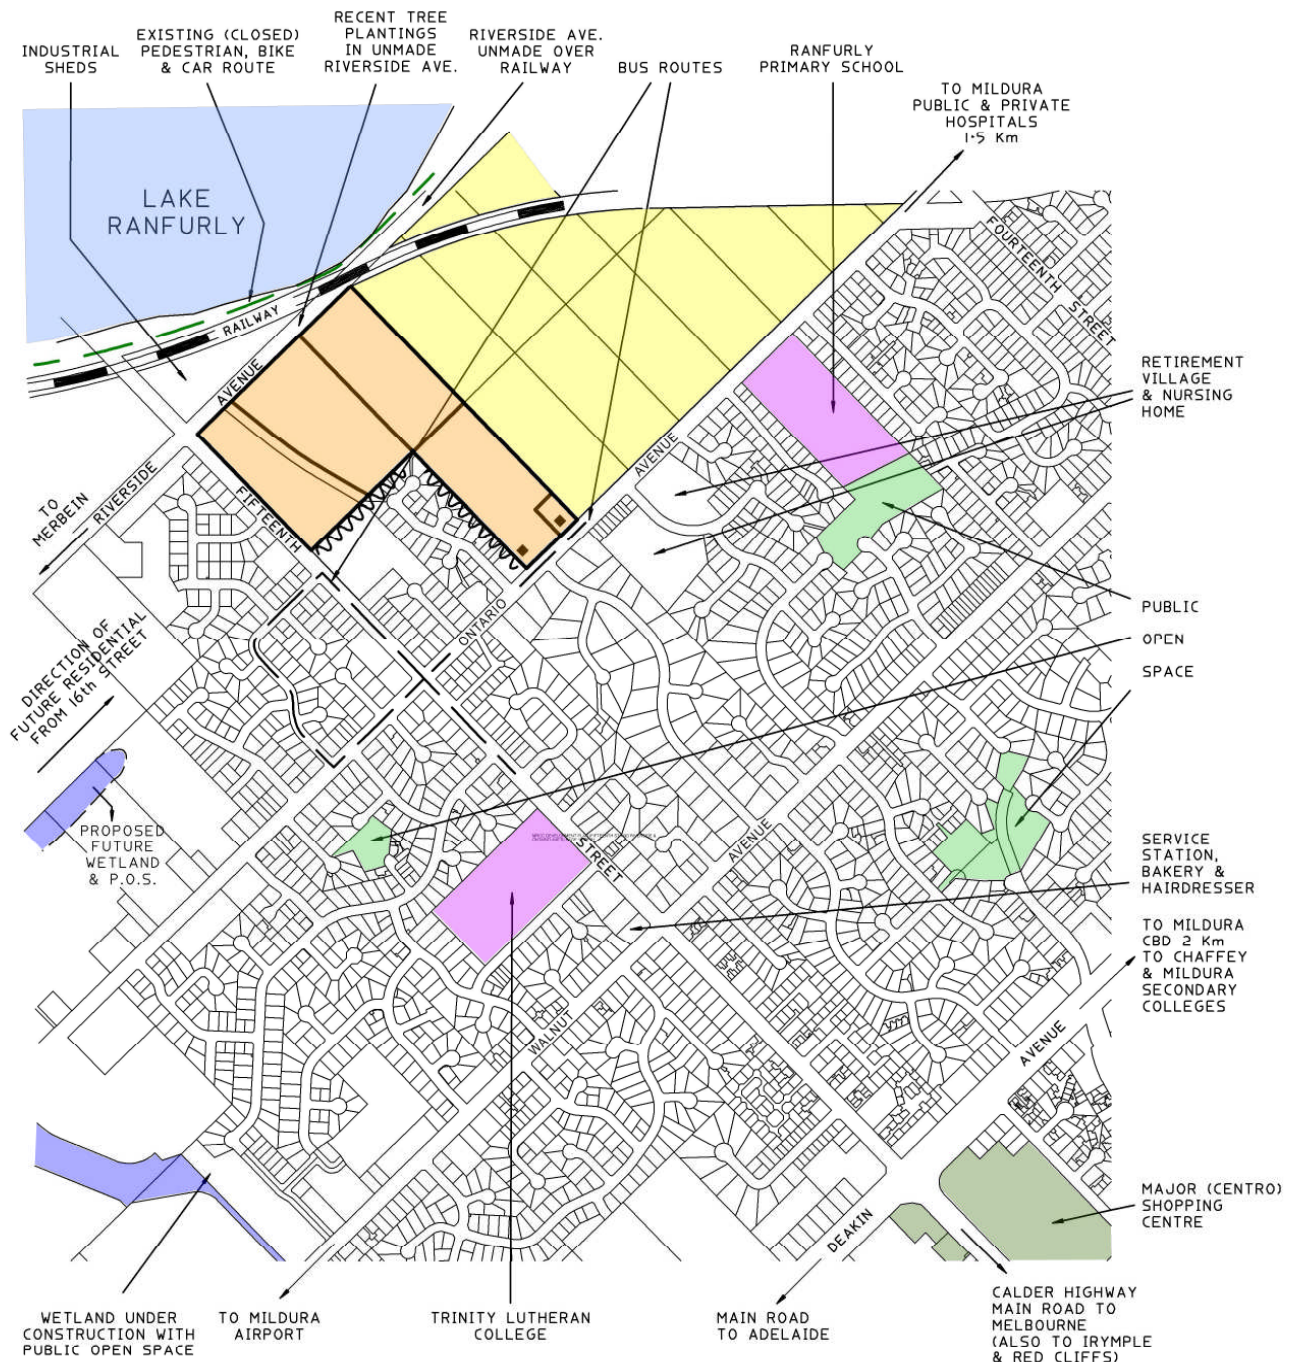 INDUSTRIAL
SHEDS
EXISTING (CLOSED)
PEDESTRIAN, BIKE
& CAR ROUTE
RECENT TREE
PLANTINGS
IN UNMADE
RIVERSIDE AVE.
RIVERSIDE AVE.
UNMADE OVER
RAILWAY
BUS ROUTES
RANFURLY
PRIMARY SCHOOL
TO MILDURA
PUBLIC & PRIVATE
HOSPITALS
1·5 Km
LAKE
RANFURLY
RAILWAY
FOURTEENTH STREET
RETIREMENT
VILLAGE
& NURSING
HOME
AVENUE
AVENUE
RIVERSIDE
TO
MERBEIN
FIFTEENTH
ONTARIO
PUBLIC
OPEN
SPACE
DIRECTION OF
FUTURE RESIDENTIAL
FROM 16th STREET
PROPOSED
FUTURE
WETLAND
& P.O.S.
STREET
AVENUE
SERVICE
STATION,
BAKERY &
HAIRDRESSER
TO MILDURA
CBD 2 Km
TO CHAFFEY
& MILDURA
SECONDARY
COLLEGES
WALNUT
AVENUE
DEAKIN
MAJOR (CENTRO)
SHOPPING
CENTRE
WETLAND UNDER
CONSTRUCTION WITH
PUBLIC OPEN SPACE
TO MILDURA
AIRPORT
TRINITY LUTHERAN
COLLEGE
MAIN ROAD
TO ADELAIDE
CALDER HIGHWAY
MAIN ROAD TO
MELBOURNE
(ALSO TO IRYMPLE
& RED CLIFFS)